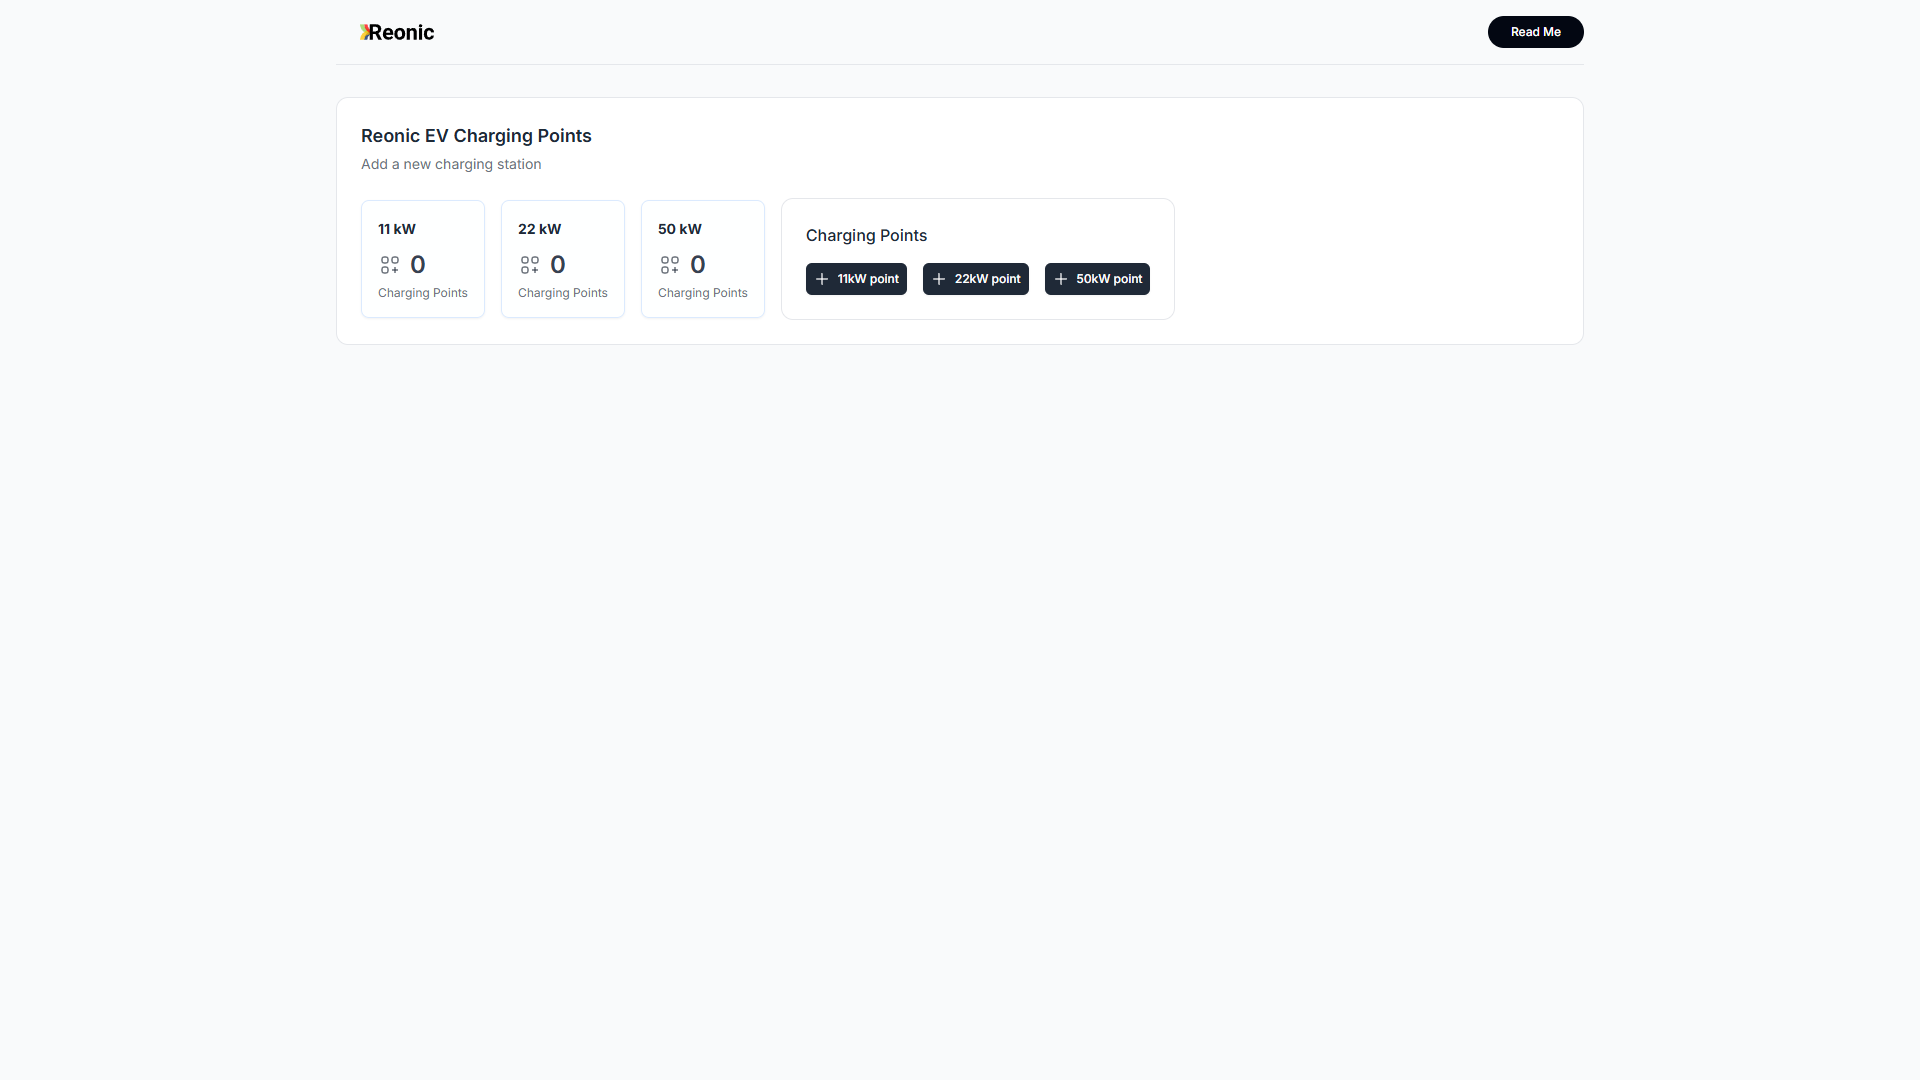 Reonic
Read Me
Reonic EV Charging Points
Add a new charging station
11 kW
0
Charging Points
22 kW
0
Charging Points
50 kW
0
Charging Points
Charging Points
11kW point
22kW point
50kW point